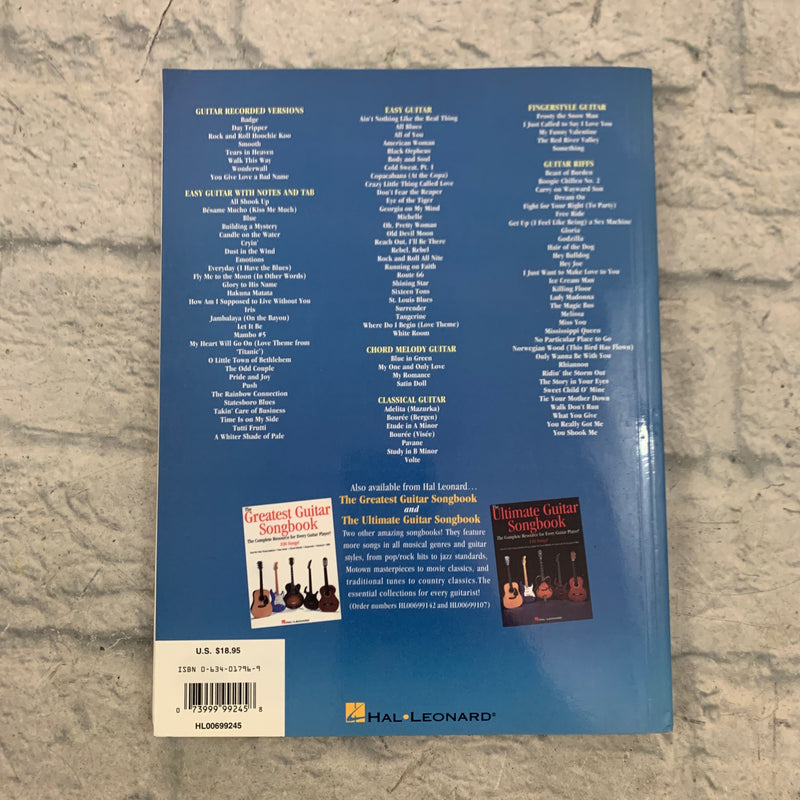 GUITAR RECORDED VERSIONS
Badge
Day Tripper
Rock and Roll Hoochie Koo
Smooth
Tears in Heaven
Walk This Way
Wonderwall
You Give Love a Bad Name
EASY GUITAR WITH NOTES AND TAB
All Shook Up
Bésame Mucho (Kiss Me Much)
Blue
Building a Mystery
Candle on the Water
Cryin'
Dust in the Wind
Emotions
Everyday (I Have the Blues)
Fly Me to the Moon (In Other Words)
Glory to His Name
Hakuna Matata
How Am I Supposed to Live Without You
Iris
Jambalaya (On the Bayou)
Let It Be
Mambo #5
My Heart Will Go On (Love Theme from
'Titanic')
O Little Town of Bethlehem
The Odd Couple
Pride and Joy
Push
The Rainbow Connection
Statesboro Blues
Takin' Care of Business
Time Is on My Side
Tutti Frutti
A Whiter Shade of Pale
EASY GUITAR
Ain't Nothing Like the Real Thing
All Blues
All of You
American Woman
Black Orpheus
Body and Soul
Cold Sweat, Pt. 1
Copacabana (At the Copa)
Crazy Little Thing Called Love
Don't Fear the Reaper
Eye of the Tiger
Georgia on My Mind
Michelle
Oh, Pretty Woman
Old Devil Moon
Reach Out, I'll Be There
Rebel, Rebel
Rock and Roll All Nite
Running on Faith
Route 66
Shining Star
Sixteen Tons
St. Louis Blues
Surrender
Tangerine
Where Do I Begin (Love Theme)
White Room
CHORD MELODY GUITAR
Blue in Green
My One and Only Love
My Romance
Satin Doll
CLASSICAL GUITAR
Adelita (Mazurka)
Bourée (Bergen)
Etude in A Minor
Bourée (Visée)
Pavane
Study in B Minor
Volte
FINGERSTYLE GUITAR
Frosty the Snow Man
I Just Called to Say I Love You
My Funny Valentine
The Red River Valley
Something
GUITAR RIFFS
Beast of Burden
Boogie Chillen No. 2
Carry on Wayward Son
Dream On
Fight for Your Right (To Party)
Free Ride
Get Up (I Feel Like Being) a Sex Machine
Gloria
Godzilla
Hair of the Dog
Hey Bulldog
Hey Joe
I Just Want to Make Love to You
Ice Cream Man
Killing Floor
Lady Madonna
The Magic Bus
Melissa
Miss You
Mississippi Queen
No Particular Place to Go
Norwegian Wood (This Bird Has Flown)
Only Wanna Be With You
Rhiannon
Ridin' the Storm Out
The Story in Your Eyes
Sweet Child O' Mine
Tie Your Mother Down
Walk Don't Run
What You Give
You Really Got Me
You Shook Me
Also available from Hal Leonard...
The Greatest Guitar Songbook
and
The Ultimate Guitar Songbook
Two other amazing songbooks! They feature
more songs in all musical genres and guitar
styles, from pop/rock hits to jazz standards,
Motown masterpieces to movie classics, and
traditional tunes to country classics.The
essential collections for every guitarist!
(Order numbers HL00699142 and HL00699107)
The
Greatest Guitar
Songbook
The Complete Resource for Every Guitar Player!
HAL•LEONARD
Ultimate Guitar
Songbook
The Complete Resource for Every Guitar Player!
HAL•LEONARD
U.S. $18.95
ISBN 0-634-01796-9
0 73999 99245 8
HL00699245
HAL•LEONARD®